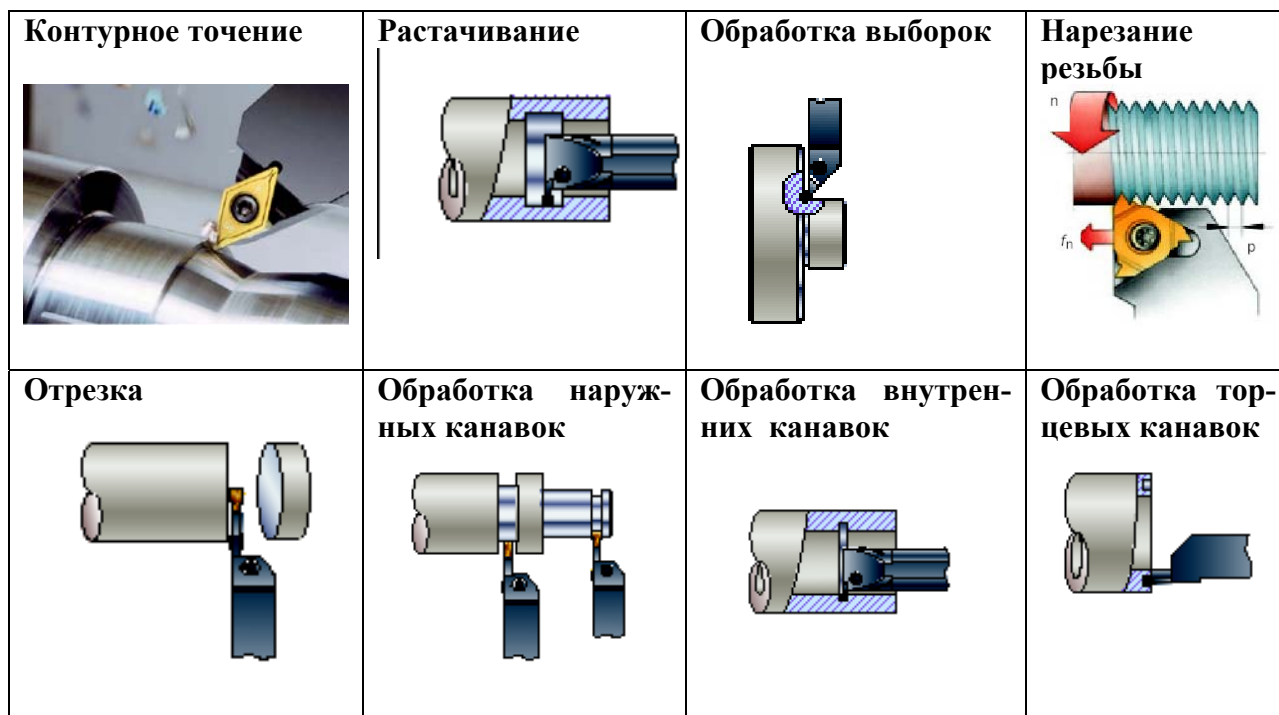 Контурное точение
Растачивание
Обработка выборок
Нарезание
резьбы
n
fn
p
Отрезка
Обработка наруж-
ных канавок
Обработка внутрен-
них канавок
Обработка тор-
цевых канавок